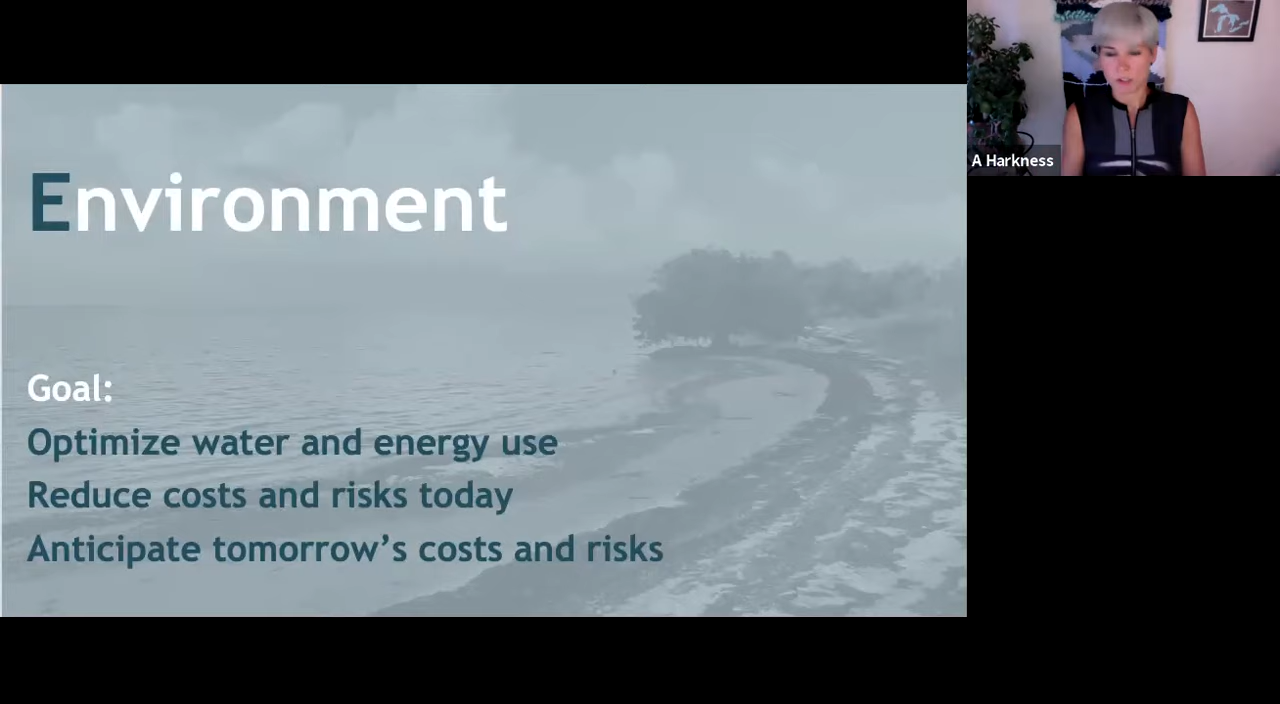 Environment
Goal:
Optimize water and energy use
Reduce costs and risks today
Anticipate tomorrow’s costs and risks
A Harkness